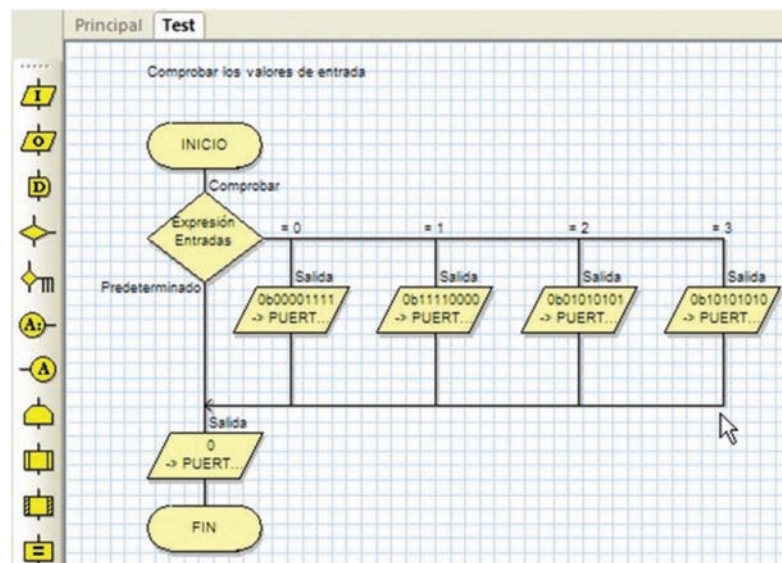 Principal Test
Comprobar los valores de entrada
I
O
D
A:
A
=
INICIO
Comprobar
Expresión
Entradas
= 0
= 1
= 2
= 3
Predeterminado
Salida
0b00001111
-> PUERT...
Salida
0b11110000
-> PUERT...
Salida
0b01010101
-> PUERT...
Salida
0b10101010
-> PUERT...
Salida
0
-> PUERT...
FIN